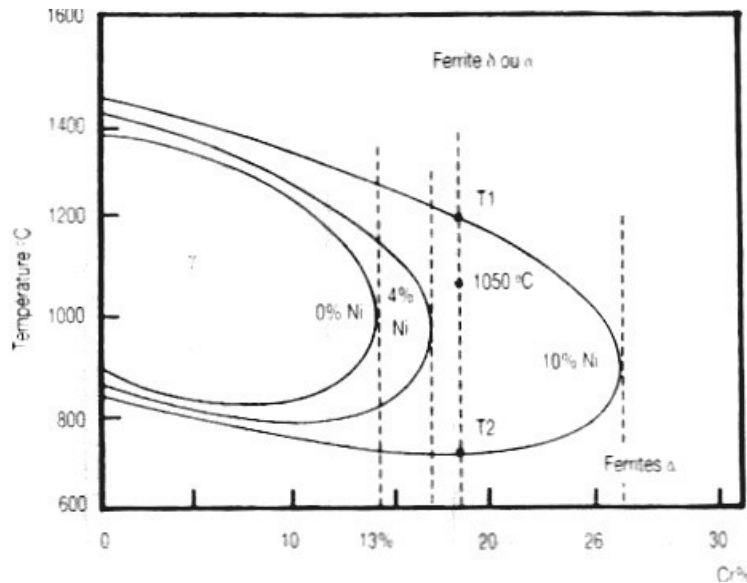 1600
1400
1200
1000
800
600
Temperature °C
Ferrite δ ou α
T1
1050 °C
γ
0% Ni
4%
Ni
10% Ni
T2
Ferrites α
0
10
13%
20
26
30
Cr%